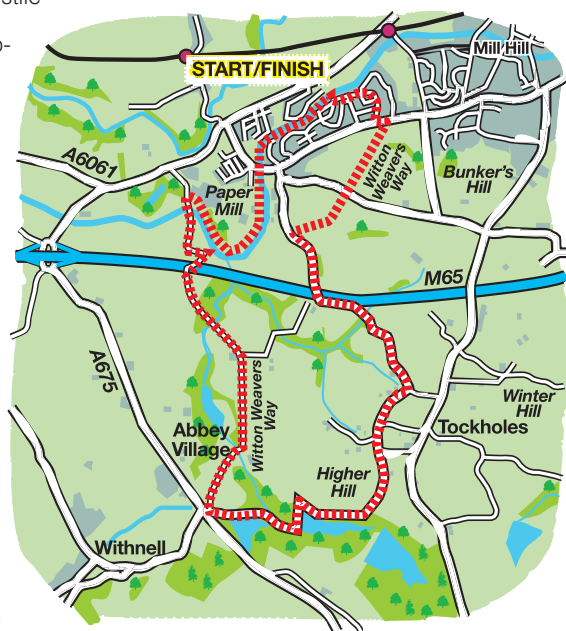 stile
o-
Mill Hill
START/FINISH
A6061
Paper
Mill
Witton
Weavers
Way
Bunker's
Hill
M65
A675
Witton Weavers
Way
Winter
Hill
Abbey
Village
Tockholes
Higher
Hill
Withnell